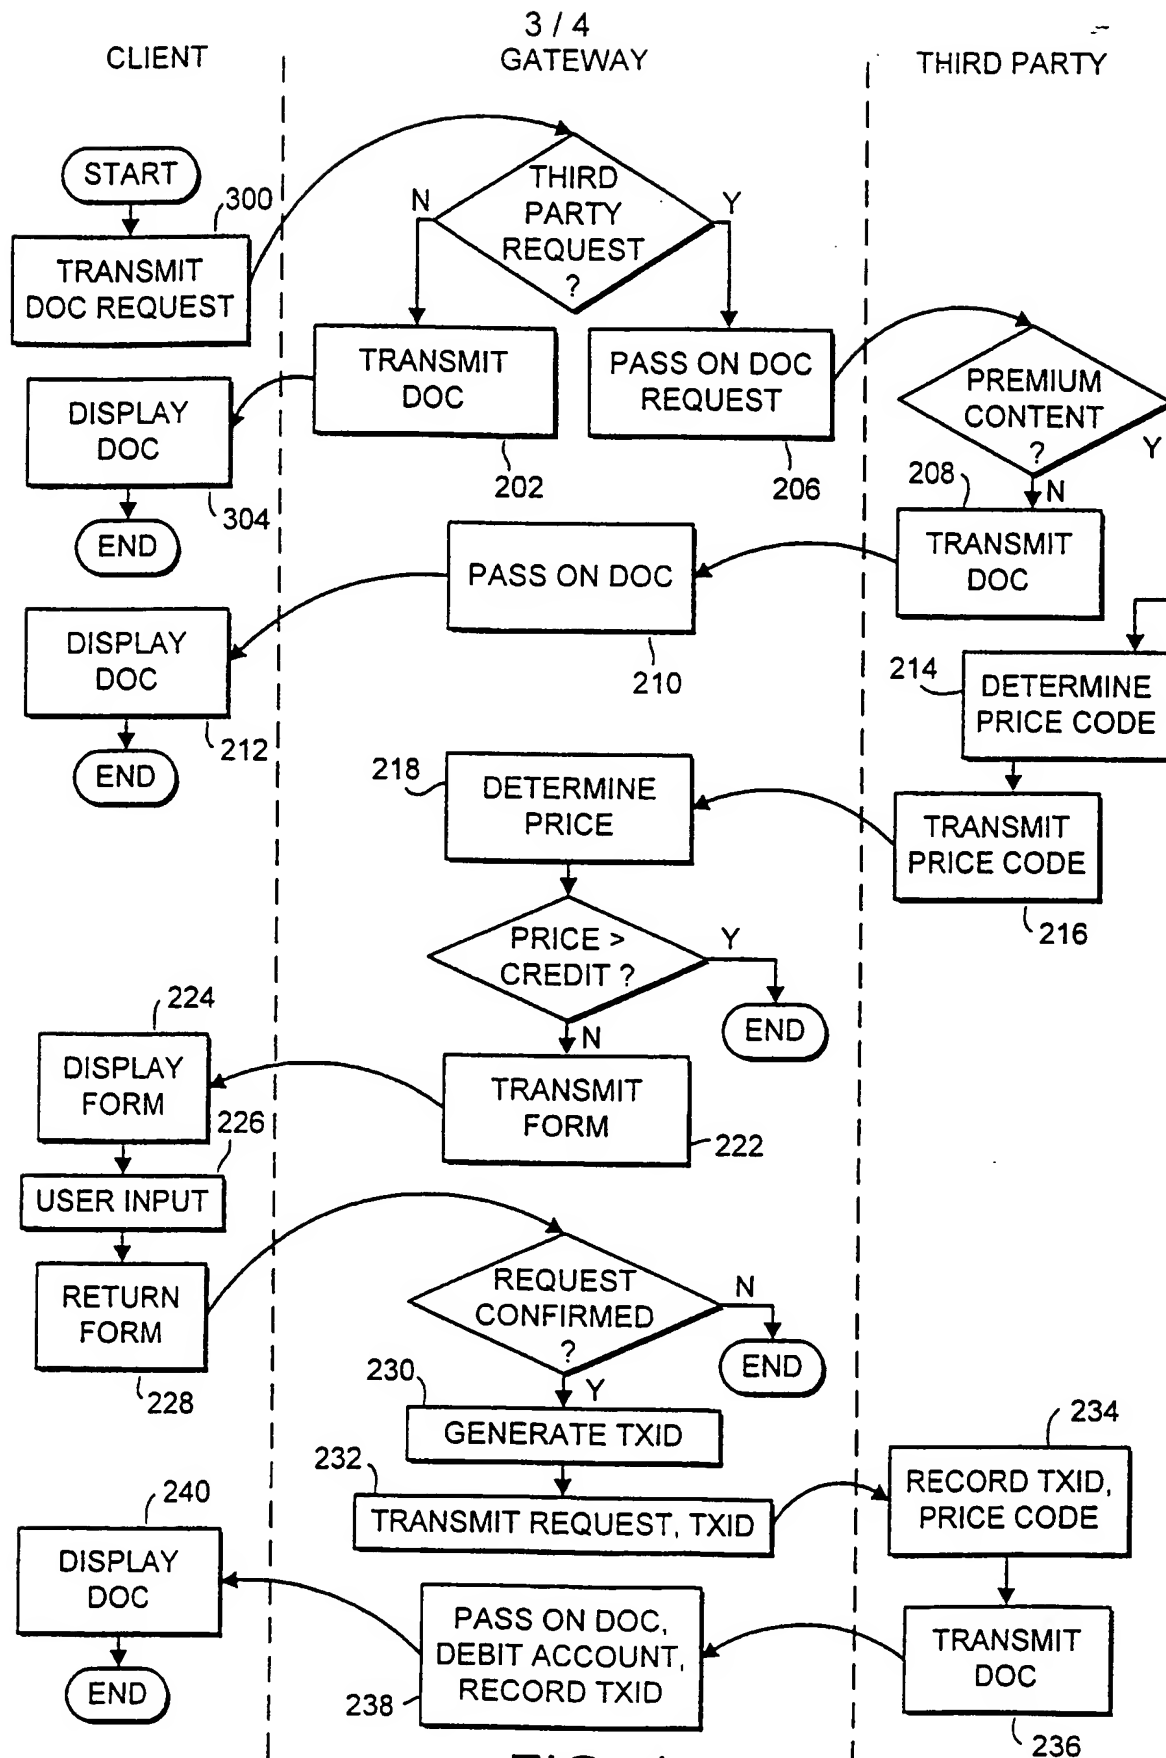 3 / 4
CLIENT
GATEWAY
THIRD PARTY
START
300
TRANSMIT
DOC REQUEST
THIRD
PARTY
REQUEST
?
N
Y
TRANSMIT
DOC
202
PASS ON DOC
REQUEST
206
PREMIUM
CONTENT
?
Y
N
DISPLAY
DOC
304
END
208
TRANSMIT
DOC
PASS ON DOC
210
DISPLAY
DOC
212
END
214
DETERMINE
PRICE CODE
TRANSMIT
PRICE CODE
216
218
DETERMINE
PRICE
PRICE >
CREDIT ?
Y
END
N
TRANSMIT
FORM
222
224
DISPLAY
FORM
226
USER INPUT
RETURN
FORM
228
REQUEST
CONFIRMED
?
N
END
Y
230
GENERATE TXID
232
TRANSMIT REQUEST, TXID
234
RECORD TXID,
PRICE CODE
TRANSMIT
DOC
236
PASS ON DOC,
DEBIT ACCOUNT,
RECORD TXID
238
240
DISPLAY
DOC
END